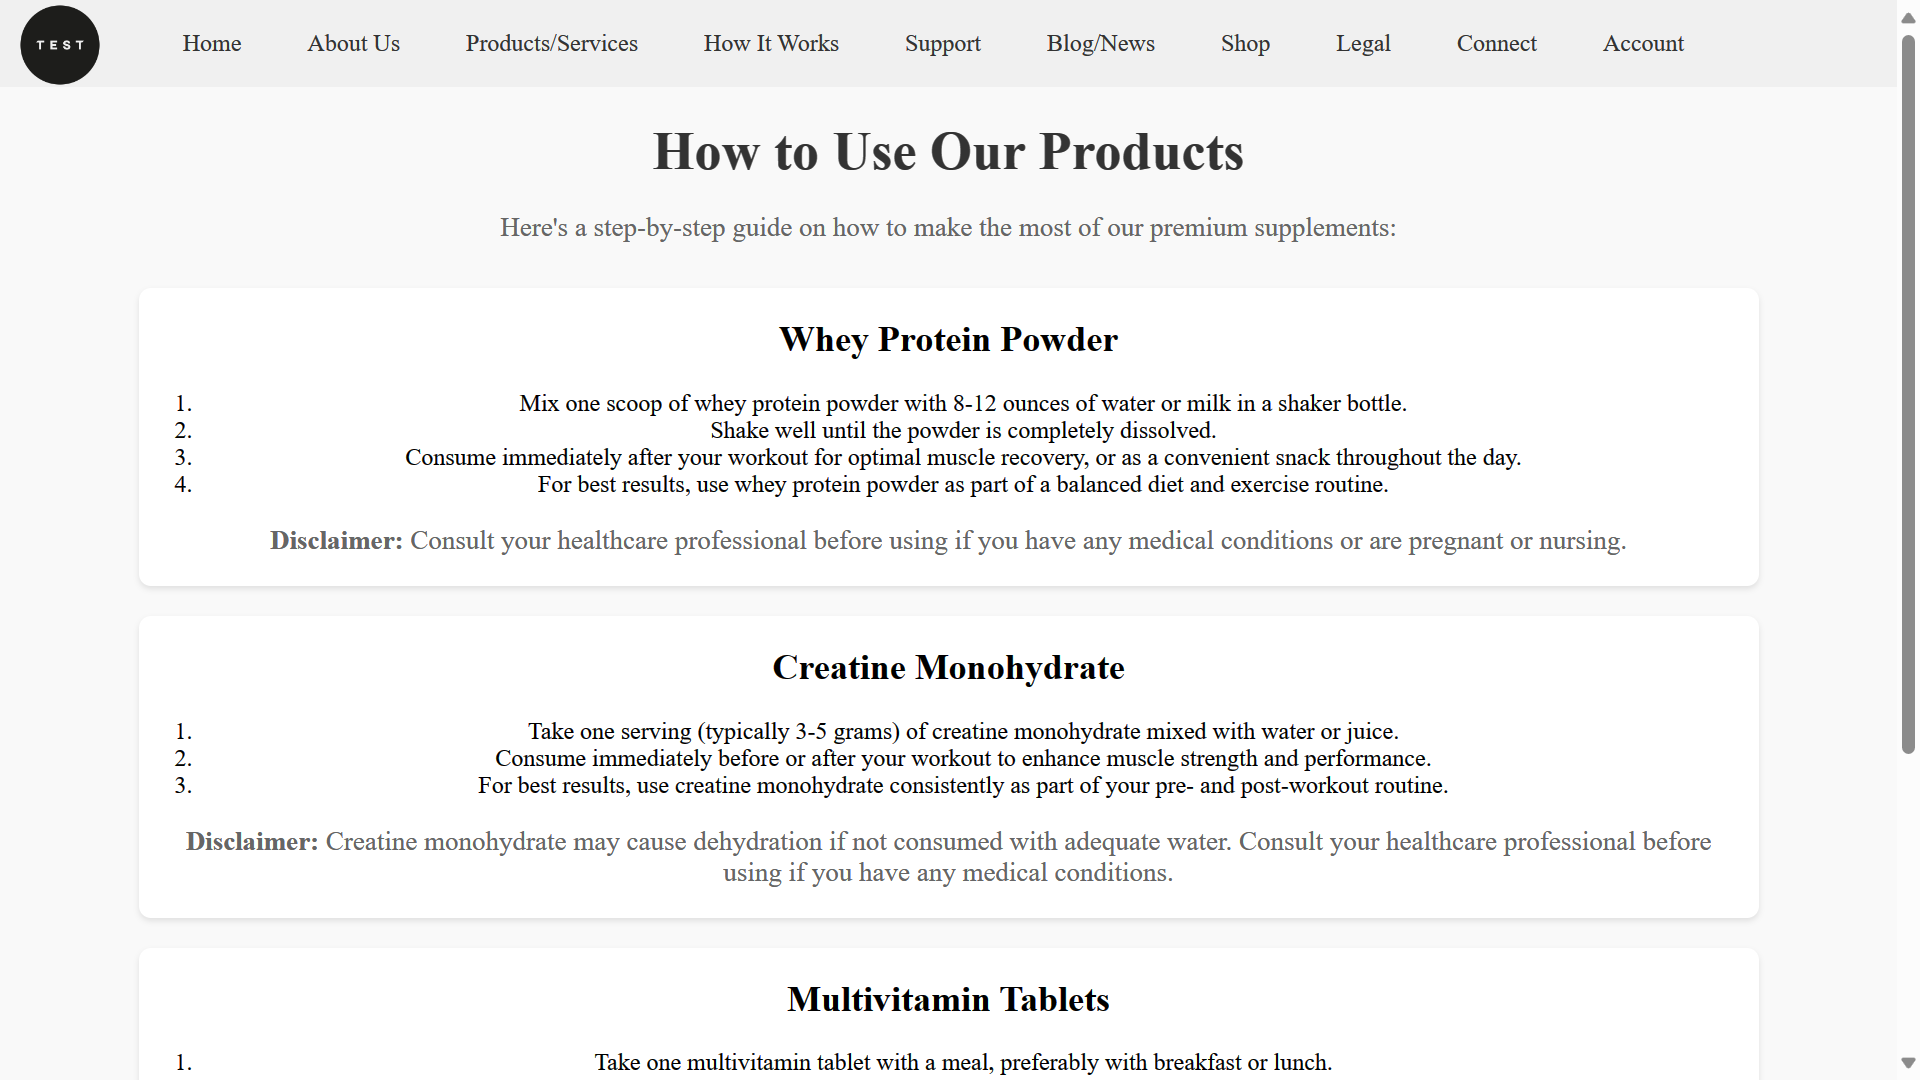 TEST
Home About Us Products/Services How It Works Support Blog/News Shop Legal Connect Account
How to Use Our Products
Here's a step-by-step guide on how to make the most of our premium supplements:
Whey Protein Powder
1. Mix one scoop of whey protein powder with 8-12 ounces of water or milk in a shaker bottle.
2. Shake well until the powder is completely dissolved.
3. Consume immediately after your workout for optimal muscle recovery, or as a convenient snack throughout the day.
4. For best results, use whey protein powder as part of a balanced diet and exercise routine.
Disclaimer: Consult your healthcare professional before using if you have any medical conditions or are pregnant or nursing.
Creatine Monohydrate
1. Take one serving (typically 3-5 grams) of creatine monohydrate mixed with water or juice.
2. Consume immediately before or after your workout to enhance muscle strength and performance.
3. For best results, use creatine monohydrate consistently as part of your pre- and post-workout routine.
Disclaimer: Creatine monohydrate may cause dehydration if not consumed with adequate water. Consult your healthcare professional before
using if you have any medical conditions.
Multivitamin Tablets
1. Take one multivitamin tablet with a meal, preferably with breakfast or lunch.